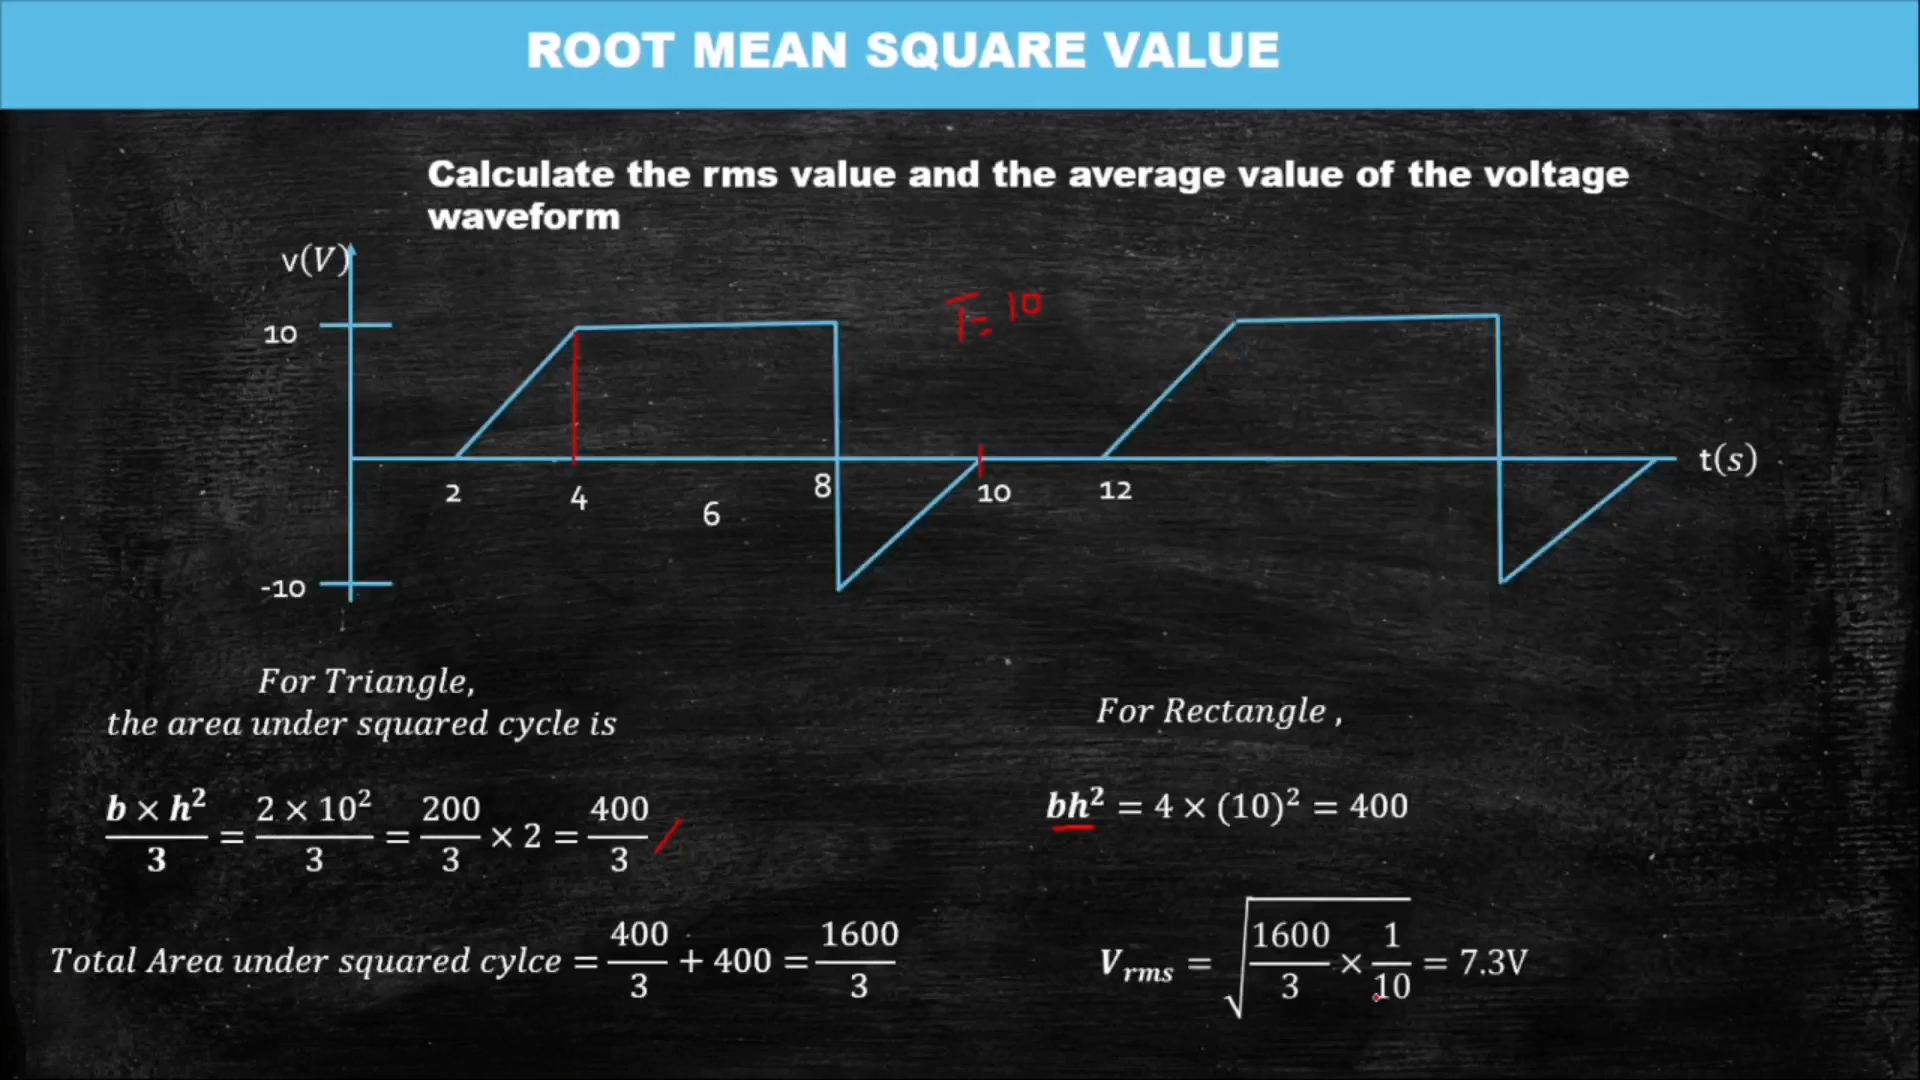 ROOT MEAN SQUARE VALUE
Calculate the rms value and the average value of the voltage
waveform
v(V)
10
T= 10
t(s)
2
4
6
8
10
12
-10
For Triangle,
the area under squared cycle is
b × h² / 3 = 2 × 10² / 3 = 200 / 3 × 2 = 400 / 3
Total Area under squared cylce = 400 / 3 + 400 = 1600 / 3
For Rectangle ,
bh² = 4 × (10)² = 400
Vrms = √(1600 / 3 × 1 / 10) = 7.3V